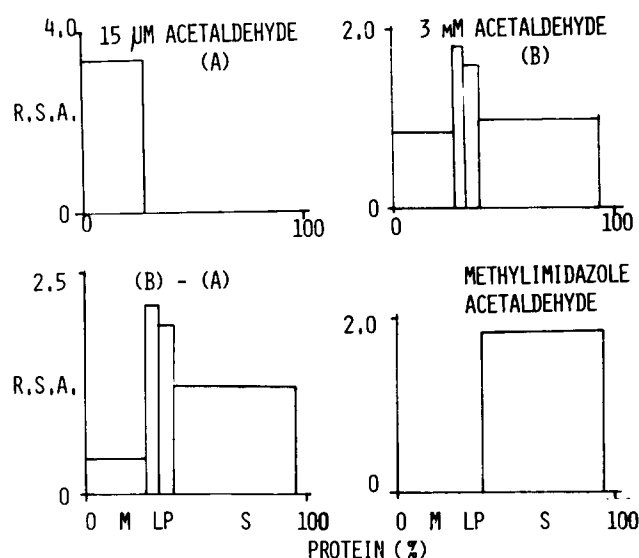 4.0
15 µM ACETALDEHYDE
(A)
R.S.A.
0
0
100
2.0
3 mM ACETALDEHYDE
(B)
0
0
100
2.5
(B) - (A)
R.S.A.
0
0 M LP S 100
METHYLIMIDAZOLE
ACETALDEHYDE
2.0
0
0 M LP S 100
PROTEIN (%)